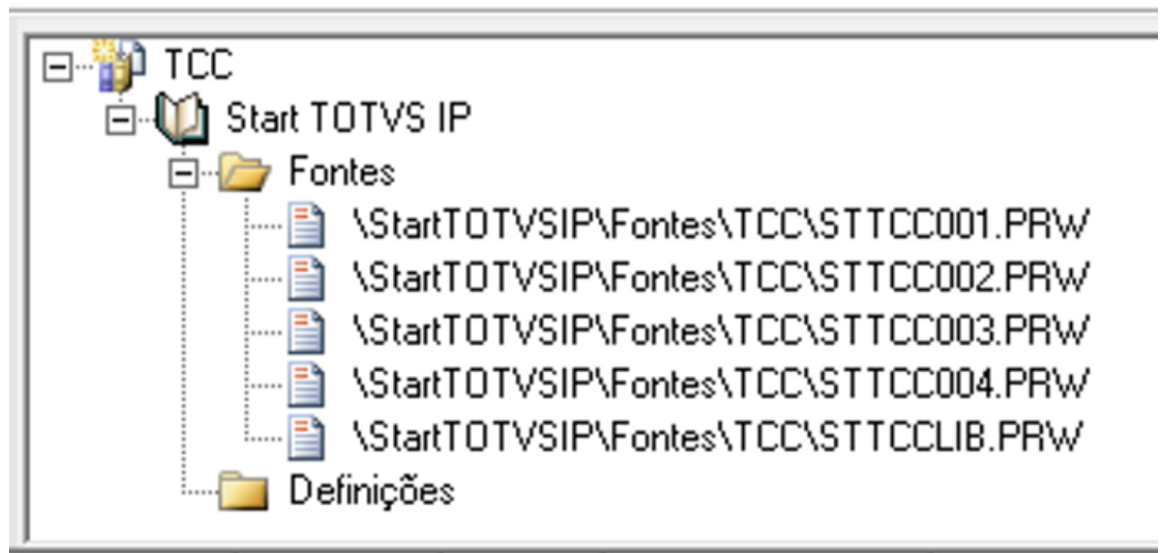 TCC
Start TOTVS IP
Fontes
\StartTOTVSIP\Fontes\TCC\STTCC001.PRW
\StartTOTVSIP\Fontes\TCC\STTCC002.PRW
\StartTOTVSIP\Fontes\TCC\STTCC003.PRW
\StartTOTVSIP\Fontes\TCC\STTCC004.PRW
\StartTOTVSIP\Fontes\TCC\STTCCLIB.PRW
Definições